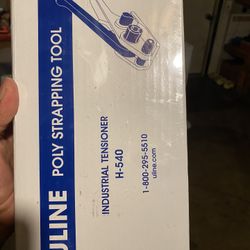 ULINE
POLY STRAPPING TOOL
INDUSTRIAL TENSIONER
H-540
1-800-295-5510
uline.com